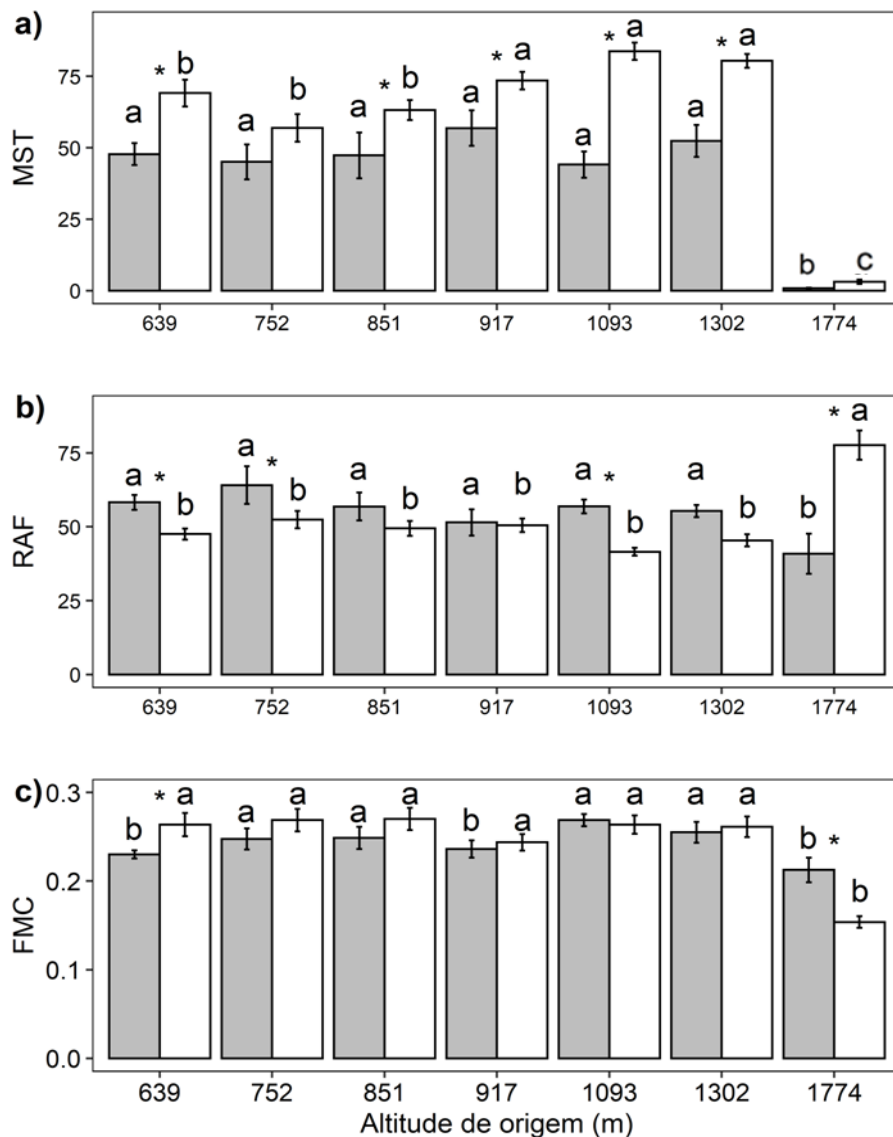 a)
* b
b
* b
* a
* a
* a
a
a
a
a
a
a
b c
MST
75
50
25
0
639 752 851 917 1093 1302 1774
b)
a * b
a * b
a b
a b
a * b
a b
b * a
RAF
75
50
25
0
639 752 851 917 1093 1302 1774
c)
b * a
a a
a a
b a
a a
a a
b * b
FMC
0.3
0.2
0.1
0.0
639 752 851 917 1093 1302 1774
Altitude de origem (m)